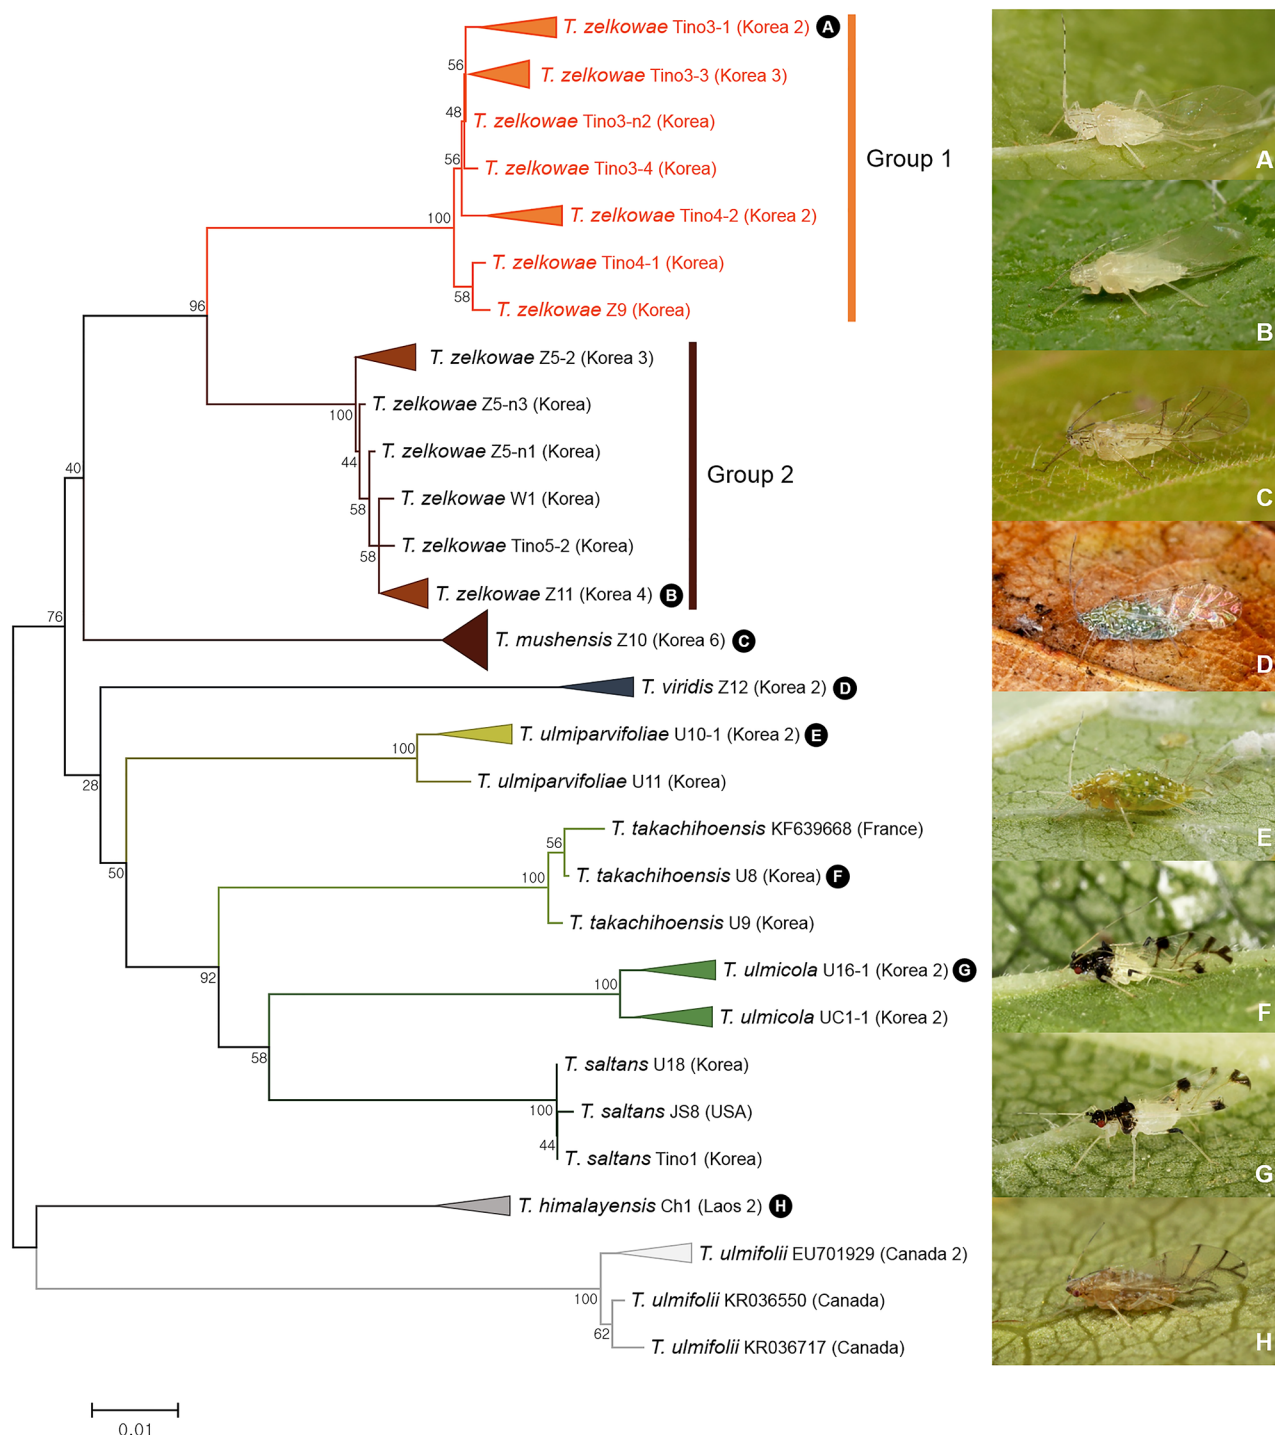 T. zelkowae Tino3-1 (Korea 2) A
56
T. zelkowae Tino3-3 (Korea 3)
48
T. zelkowae Tino3-n2 (Korea)
56
T. zelkowae Tino3-4 (Korea)
Group 1
100
T. zelkowae Tino4-2 (Korea 2)
T. zelkowae Tino4-1 (Korea)
58
96
T. zelkowae Z9 (Korea)
T. zelkowae Z5-2 (Korea 3)
100
T. zelkowae Z5-n3 (Korea)
44
T. zelkowae Z5-n1 (Korea)
Group 2
40
58
T. zelkowae W1 (Korea)
58
T. zelkowae Tino5-2 (Korea)
T. zelkowae Z11 (Korea 4) B
76
T. mushensis Z10 (Korea 6) C
T. viridis Z12 (Korea 2) D
28
100
T. ulmiparvifoliae U10-1 (Korea 2) E
T. ulmiparvifoliae U11 (Korea)
T. takachihoensis KF639668 (France)
56
50
100
T. takachihoensis U8 (Korea) F
T. takachihoensis U9 (Korea)
92
100
T. ulmicola U16-1 (Korea 2) G
T. ulmicola UC1-1 (Korea 2)
58
T. saltans U18 (Korea)
100
T. saltans JS8 (USA)
44
T. saltans Tino1 (Korea)
T. himalayensis Ch1 (Laos 2) H
T. ulmifolii EU701929 (Canada 2)
100
T. ulmifolii KR036550 (Canada)
62
T. ulmifolii KR036717 (Canada)
0.01
A
B
C
D
E
F
G
H